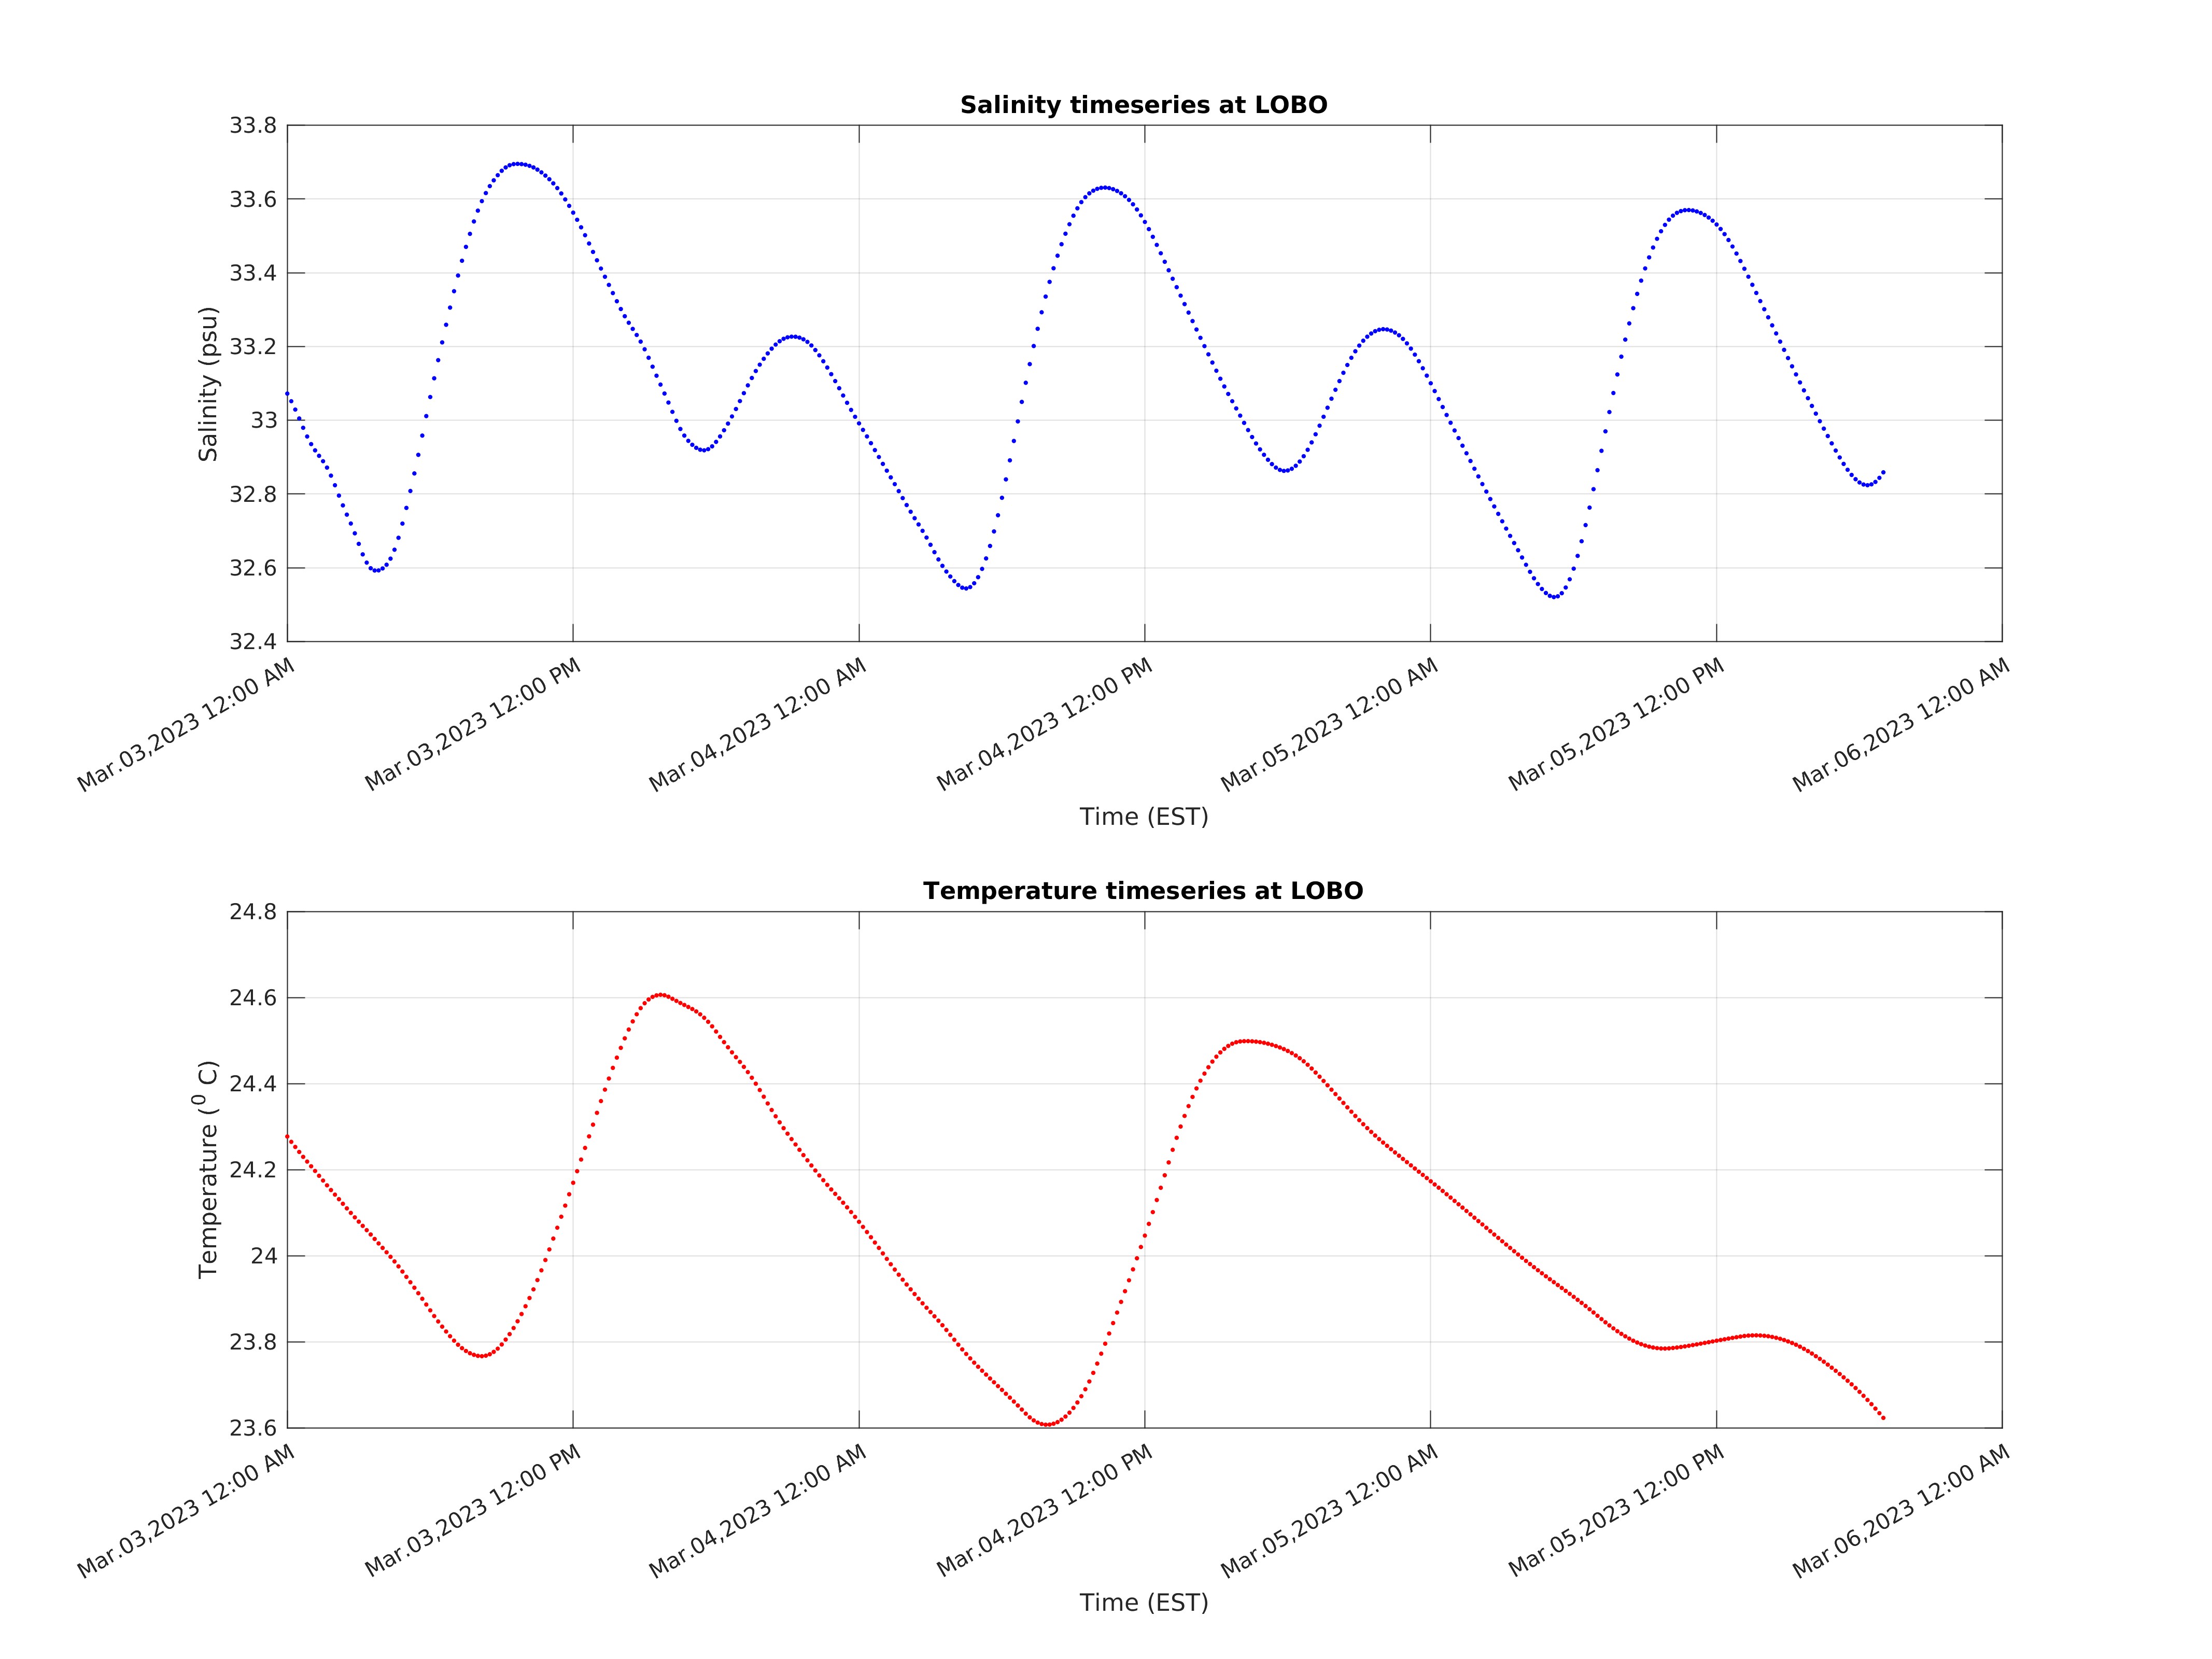 Salinity timeseries at LOBO
33.8
33.6
33.4
33.2
33
32.8
32.6
32.4
Salinity (psu)
Mar.03,2023 12:00 AM
Mar.03,2023 12:00 PM
Mar.04,2023 12:00 AM
Mar.04,2023 12:00 PM
Mar.05,2023 12:00 AM
Mar.05,2023 12:00 PM
Mar.06,2023 12:00 AM
Time (EST)
Temperature timeseries at LOBO
24.8
24.6
24.4
24.2
24
23.8
23.6
Temperature (⁰ C)
Mar.03,2023 12:00 AM
Mar.03,2023 12:00 PM
Mar.04,2023 12:00 AM
Mar.04,2023 12:00 PM
Mar.05,2023 12:00 AM
Mar.05,2023 12:00 PM
Mar.06,2023 12:00 AM
Time (EST)